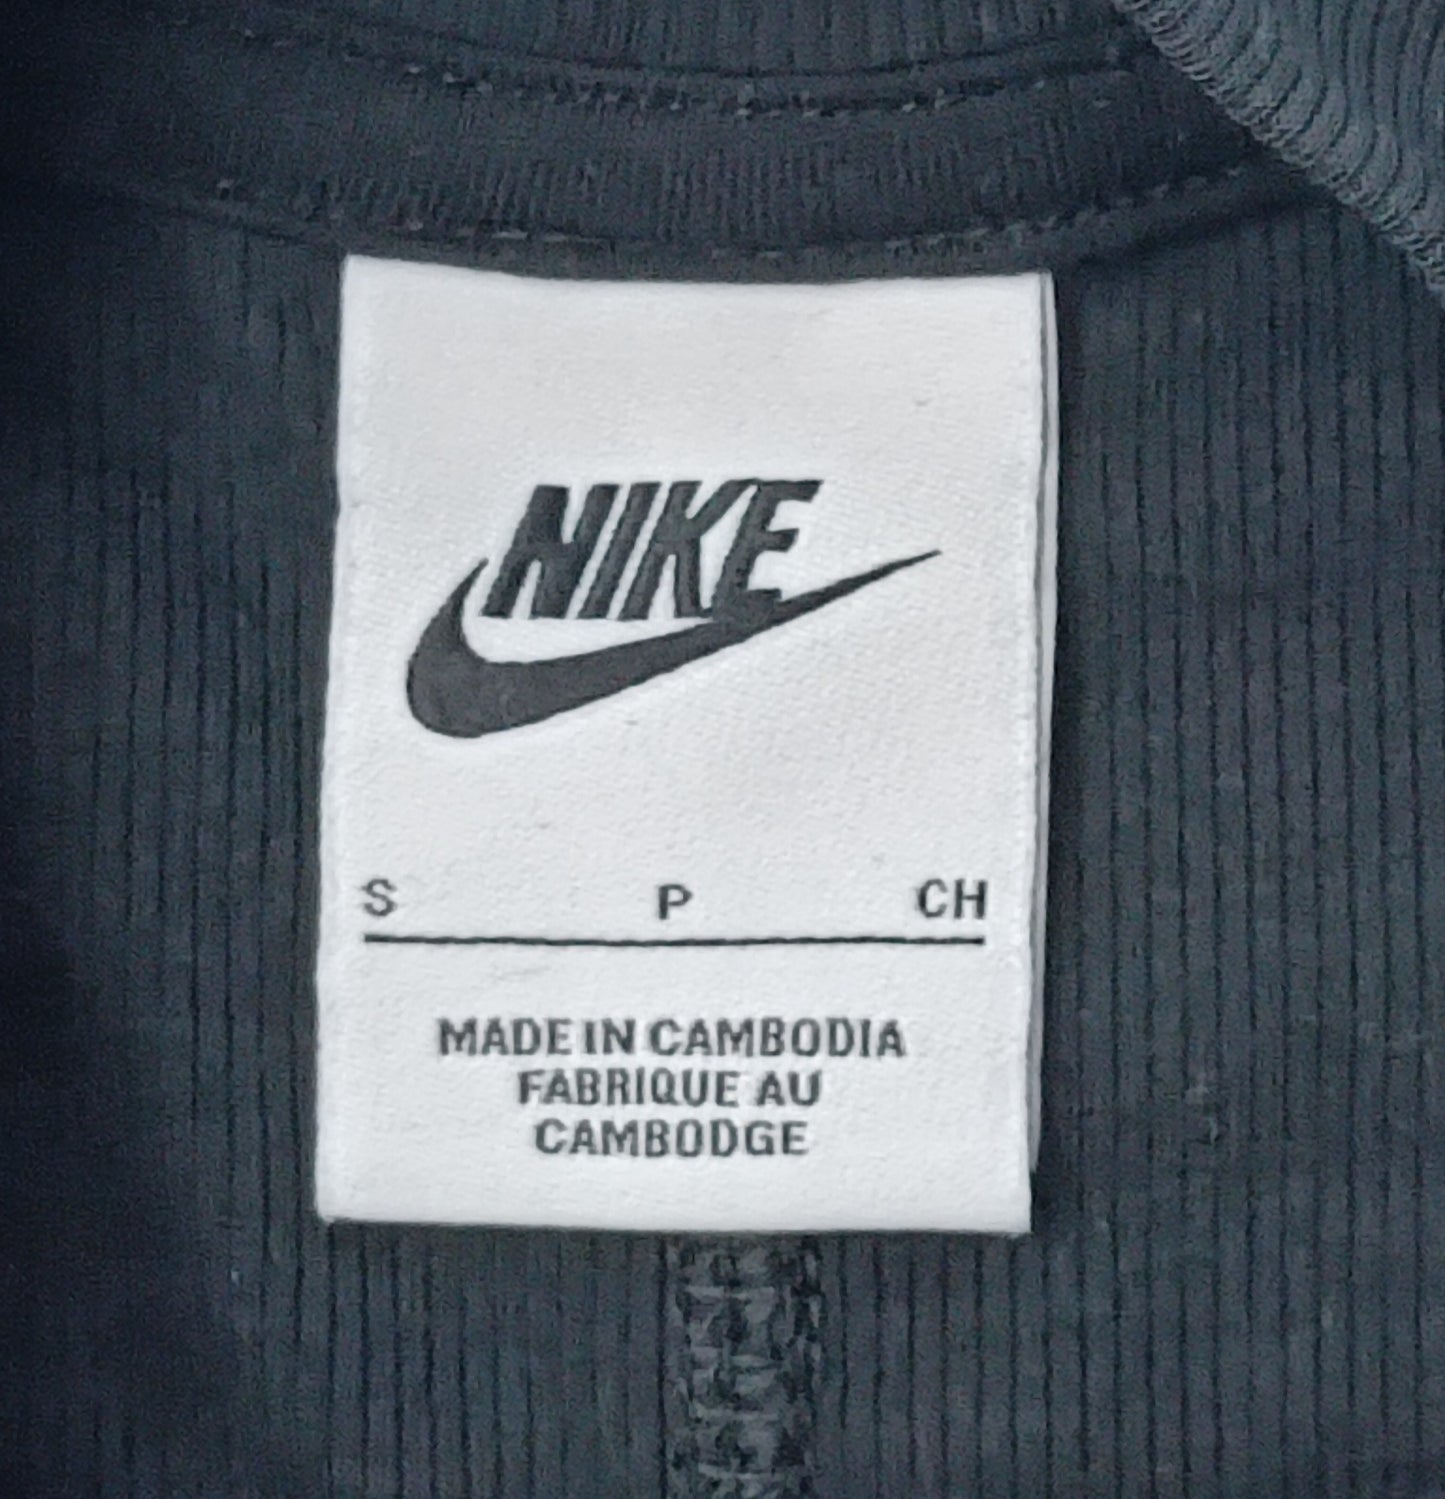 NIKE
S P CH
MADE IN CAMBODIA
FABRIQUE AU
CAMBODGE